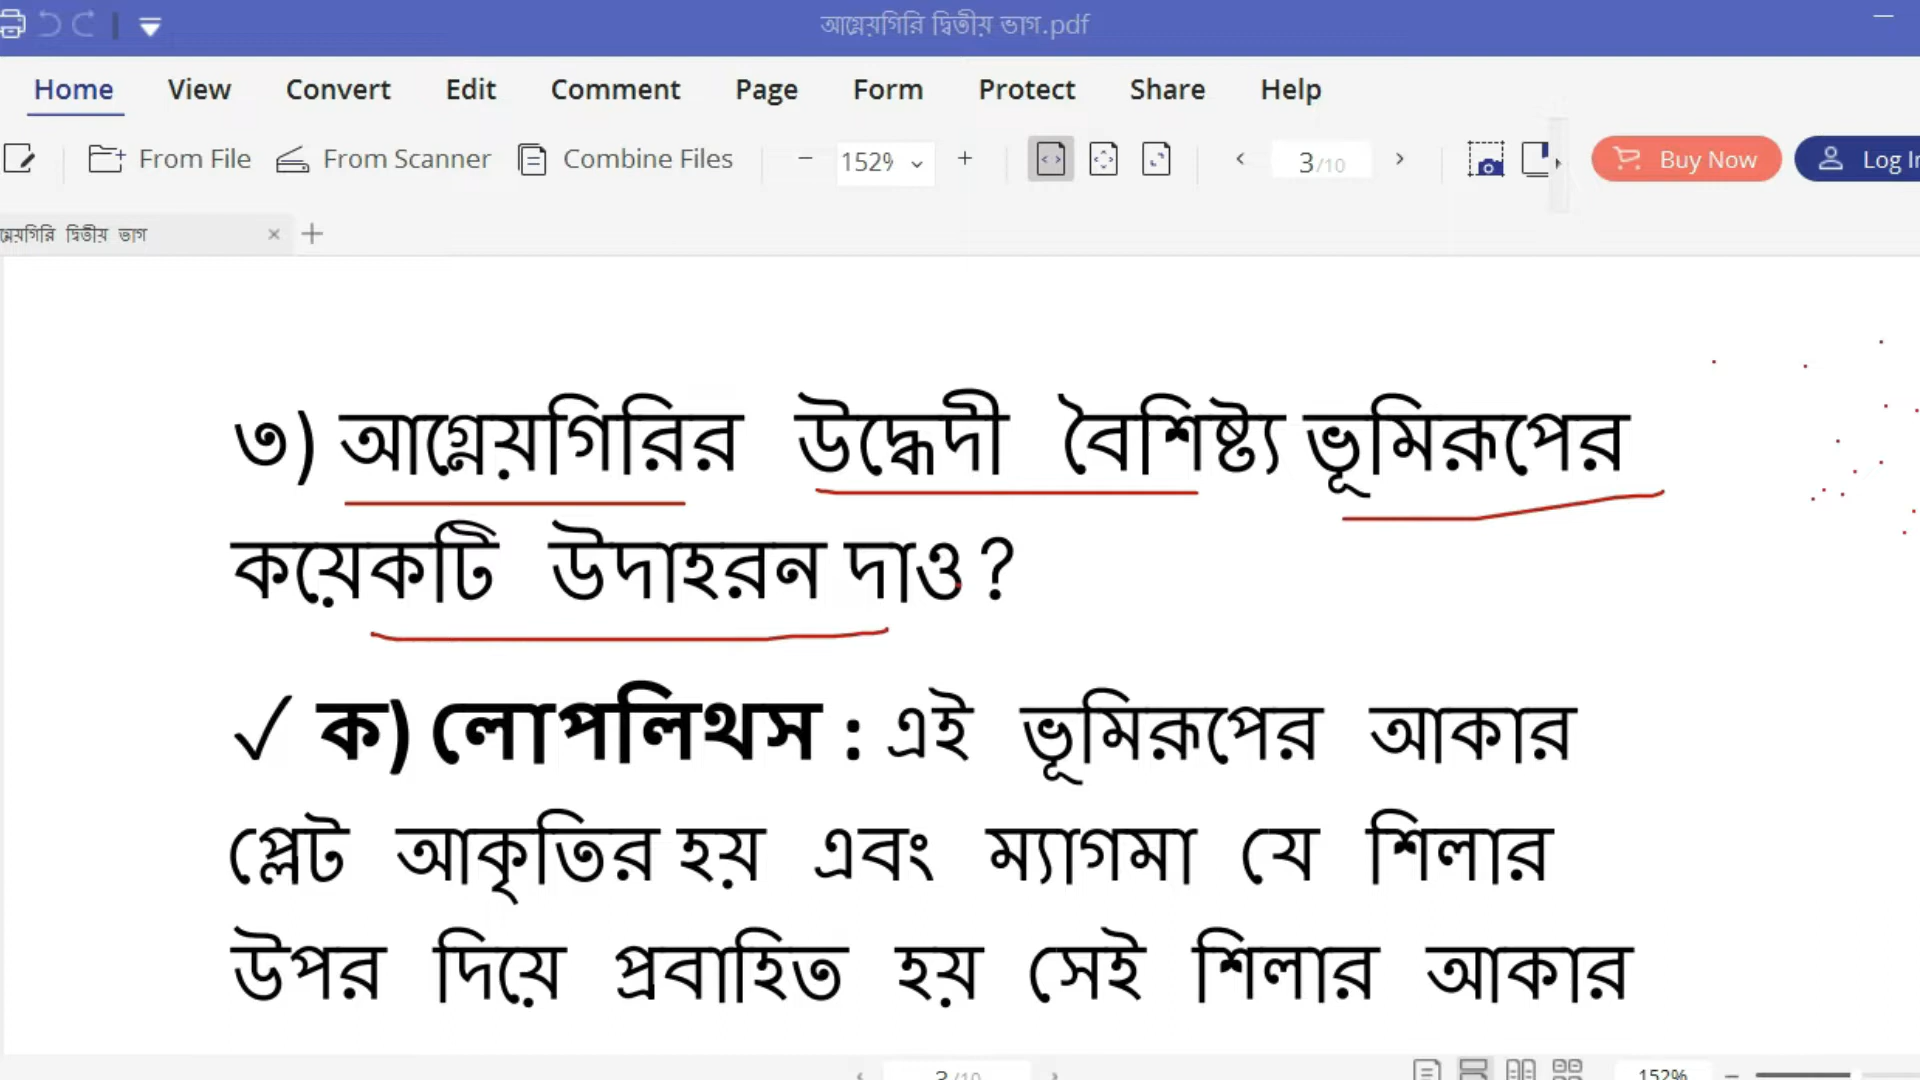 আগ্নেয়গিরি দ্বিতীয় ভাগ.pdf
Home View Convert Edit Comment Page Form Protect Share Help
From File From Scanner Combine Files 152% 3/10 Buy Now Log In
গ্নেয়গিরি দ্বিতীয় ভাগ
৩) আগ্নেয়গিরির উদ্ধেদী বৈশিষ্ট্য ভূমিরূপের
কয়েকটি উদাহরন দাও?
✓ ক) লোপলিথস : এই ভূমিরূপের আকার
প্লেট আকৃতির হয় এবং ম্যাগমা যে শিলার
উপর দিয়ে প্রবাহিত হয় সেই শিলার আকার
3/10 152%